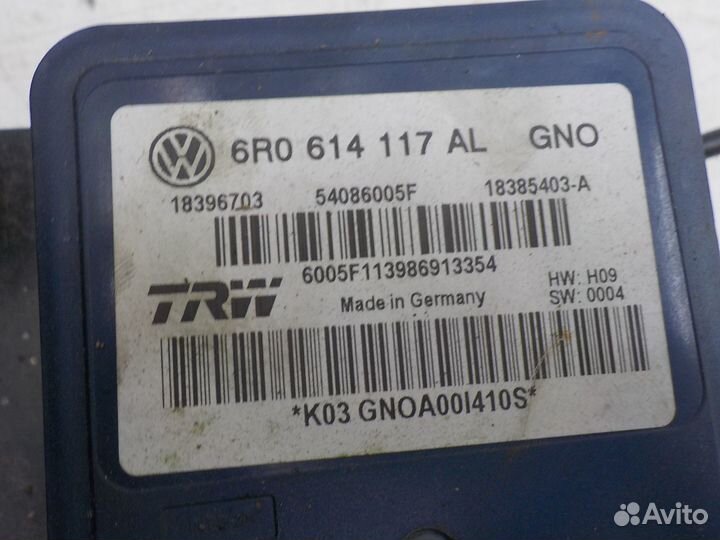 6R0 614 117 AL GNO
18396703 54086005F 18385403-A
6005F113986913354
TRW Made in Germany
HW: H09
SW: 0004
*K03 GNOA00I410S*
Avito